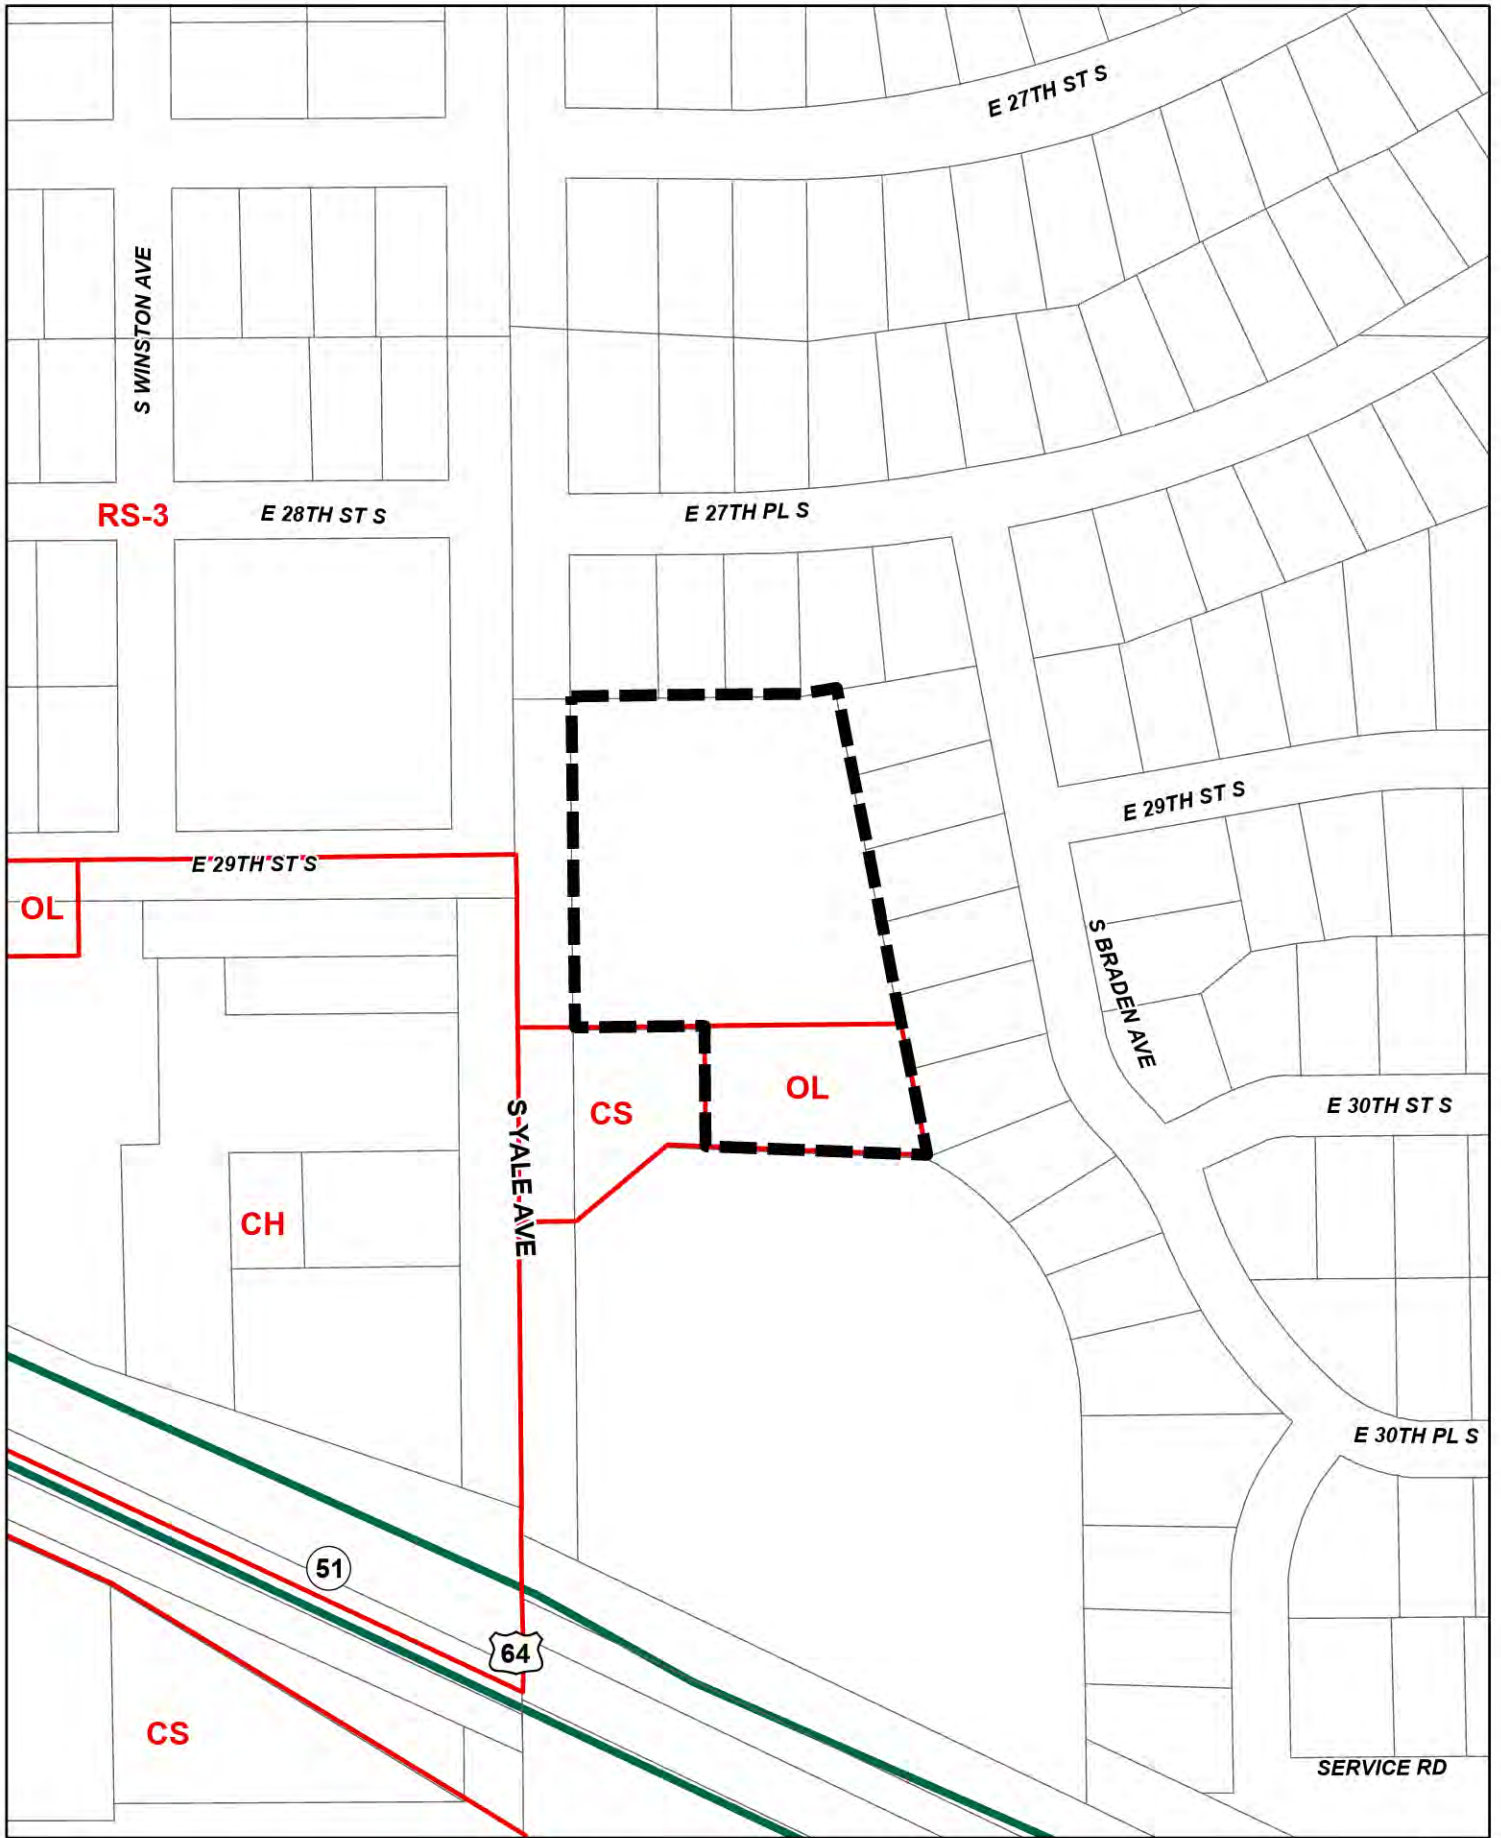 E 27TH ST S
S WINSTON AVE
RS-3
E 28TH ST S
E 27TH PL S
E 29TH ST S
E 29TH ST S
OL
S BRADEN AVE
OL
CS
E 30TH ST S
S YALE AVE
CH
E 30TH PL S
51
64
CS
SERVICE RD